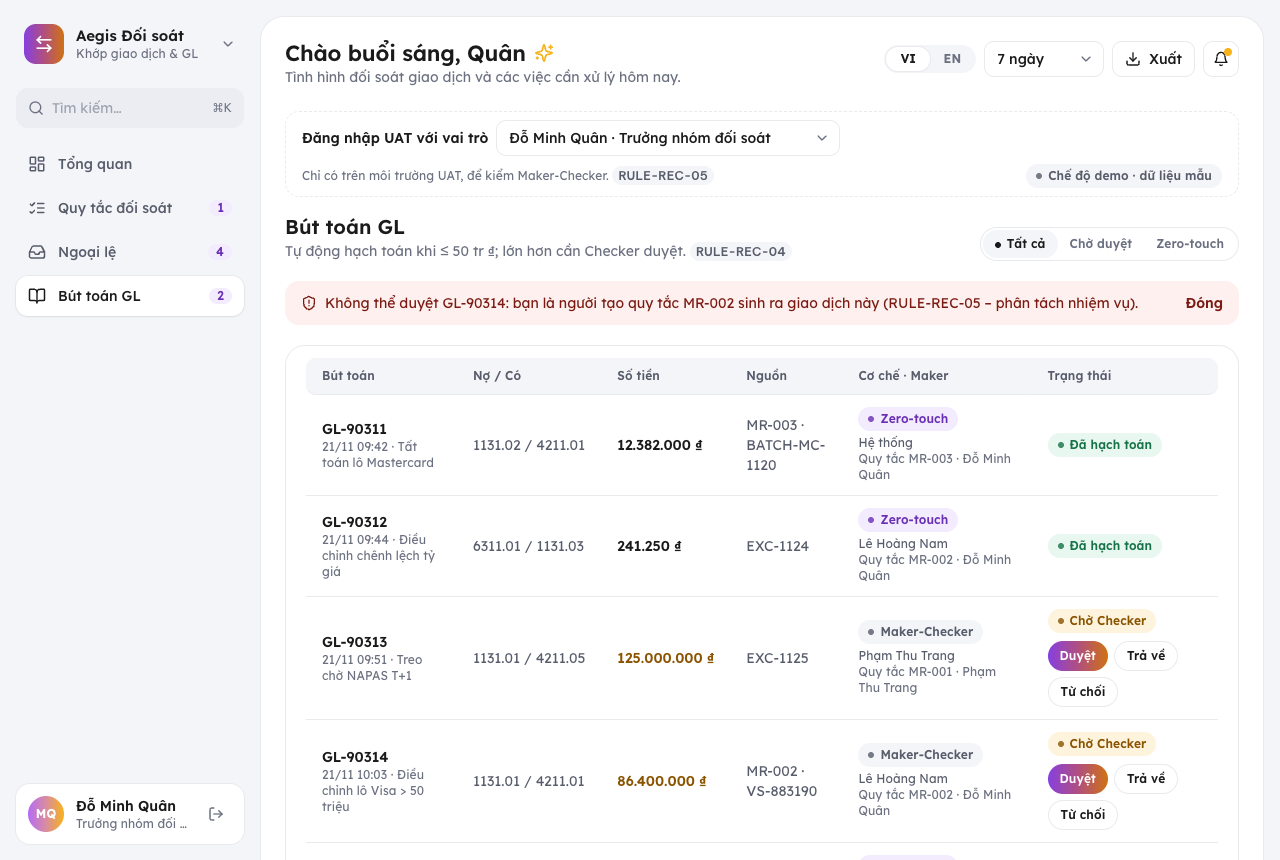 Aegis Đối soát
Khớp giao dịch & GL
Tìm kiếm…
⌘K
Tổng quan
Quy tắc đối soát
1
Ngoại lệ
4
Bút toán GL
2
MQ
Đỗ Minh Quân
Trưởng nhóm đối ...
Chào buổi sáng, Quân
Tình hình đối soát giao dịch và các việc cần xử lý hôm nay.
VI
EN
7 ngày
Xuất
Đăng nhập UAT với vai trò
Đỗ Minh Quân · Trưởng nhóm đối soát
Chỉ có trên môi trường UAT, để kiểm Maker-Checker. RULE-REC-05
Chế độ demo · dữ liệu mẫu
Bút toán GL
Tự động hạch toán khi ≤ 50 tr ₫; lớn hơn cần Checker duyệt. RULE-REC-04
Tất cả
Chờ duyệt
Zero-touch
Không thể duyệt GL-90314: bạn là người tạo quy tắc MR-002 sinh ra giao dịch này (RULE-REC-05 – phân tách nhiệm vụ).
Đóng
Bút toán
Nợ / Có
Số tiền
Nguồn
Cơ chế · Maker
Trạng thái
GL-90311
21/11 09:42 · Tất
toán lô Mastercard
1131.02 / 4211.01
12.382.000 ₫
MR-003 ·
BATCH-MC-
1120
Zero-touch
Hệ thống
Quy tắc MR-003 · Đỗ Minh
Quân
Đã hạch toán
GL-90312
21/11 09:44 · Điều
chỉnh chênh lệch tỷ
giá
6311.01 / 1131.03
241.250 ₫
EXC-1124
Zero-touch
Lê Hoàng Nam
Quy tắc MR-002 · Đỗ Minh
Quân
Đã hạch toán
GL-90313
21/11 09:51 · Treo
chờ NAPAS T+1
1131.01 / 4211.05
125.000.000 ₫
EXC-1125
Maker-Checker
Phạm Thu Trang
Quy tắc MR-001 · Phạm
Thu Trang
Chờ Checker
Duyệt
Trả về
Từ chối
GL-90314
21/11 10:03 · Điều
chỉnh lô Visa > 50
triệu
1131.01 / 4211.01
86.400.000 ₫
MR-002 ·
VS-883190
Maker-Checker
Lê Hoàng Nam
Quy tắc MR-002 · Đỗ Minh
Quân
Chờ Checker
Duyệt
Trả về
Từ chối